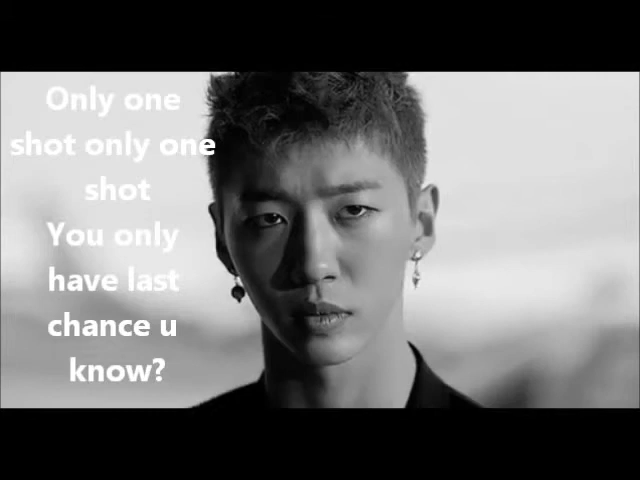 Only one
shot only one
shot
You only
have last
chance u
know?